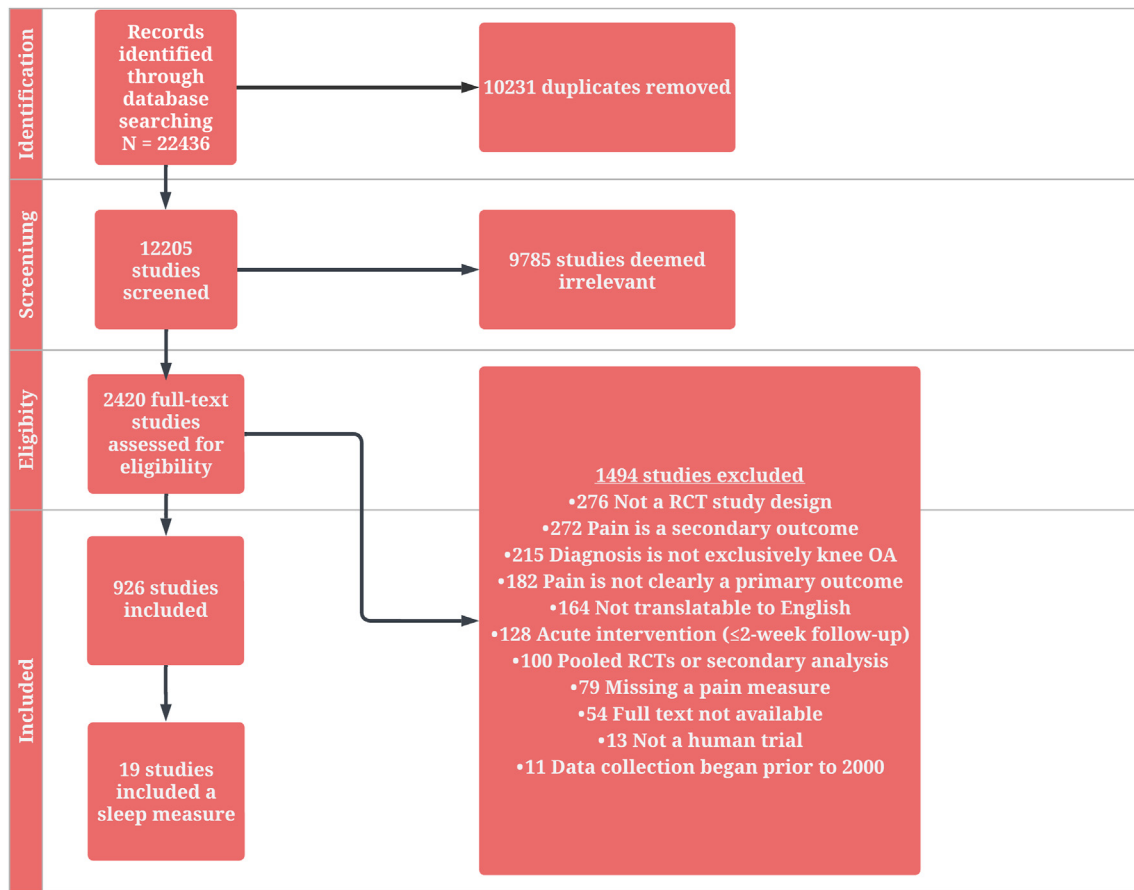 Identification
Records
identified
through
database
searching
N = 22436
10231 duplicates removed
Screeniung
12205
studies
screened
9785 studies deemed
irrelevant
Eligibity
2420 full-text
studies
assessed for
eligibility
1494 studies excluded
•276 Not a RCT study design
•272 Pain is a secondary outcome
•215 Diagnosis is not exclusively knee OA
•182 Pain is not clearly a primary outcome
•164 Not translatable to English
•128 Acute intervention (≤2-week follow-up)
•100 Pooled RCTs or secondary analysis
•79 Missing a pain measure
•54 Full text not available
•13 Not a human trial
•11 Data collection began prior to 2000
Included
926 studies
included
19 studies
included a
sleep measure